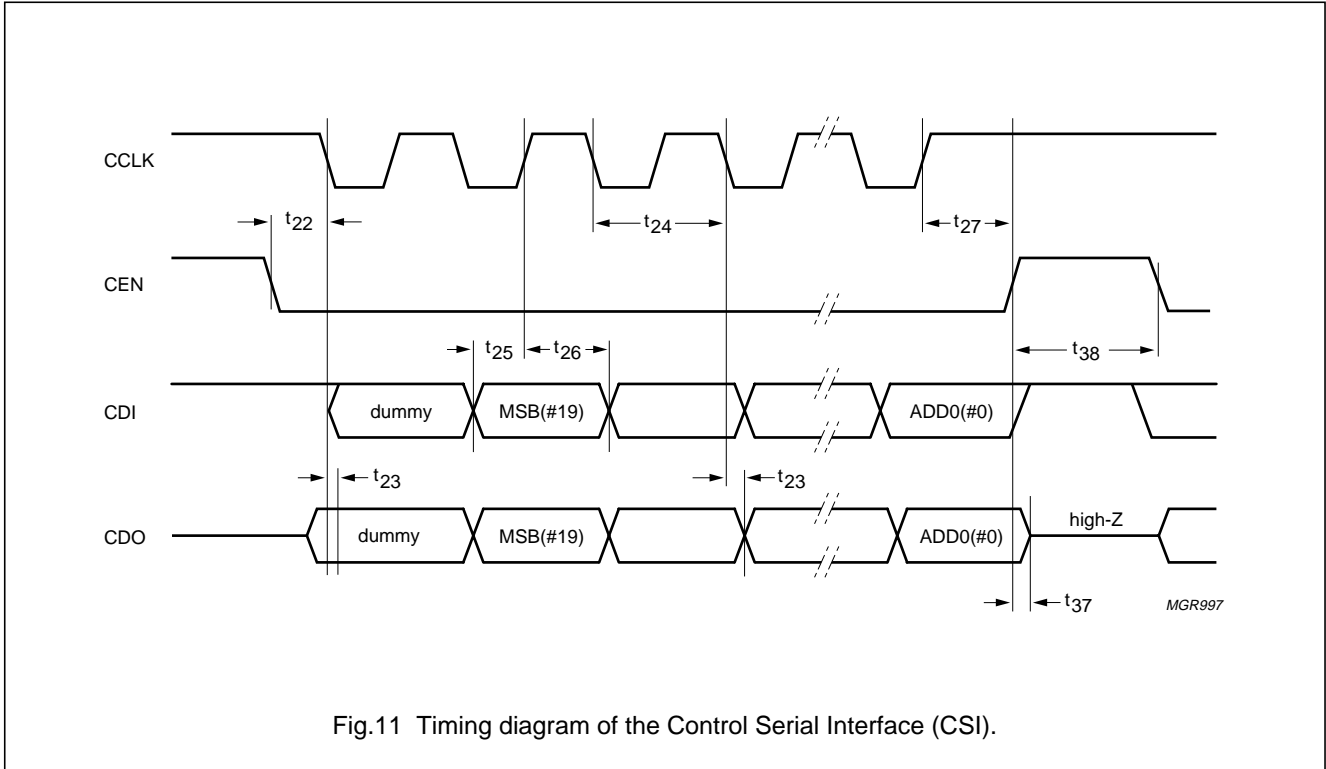 CCLK
t22
t24
t27
CEN
t25
t26
t38
CDI
dummy
MSB(#19)
ADD0(#0)
t23
t23
CDO
dummy
MSB(#19)
ADD0(#0)
high-Z
t37
MGR997
Fig.11 Timing diagram of the Control Serial Interface (CSI).